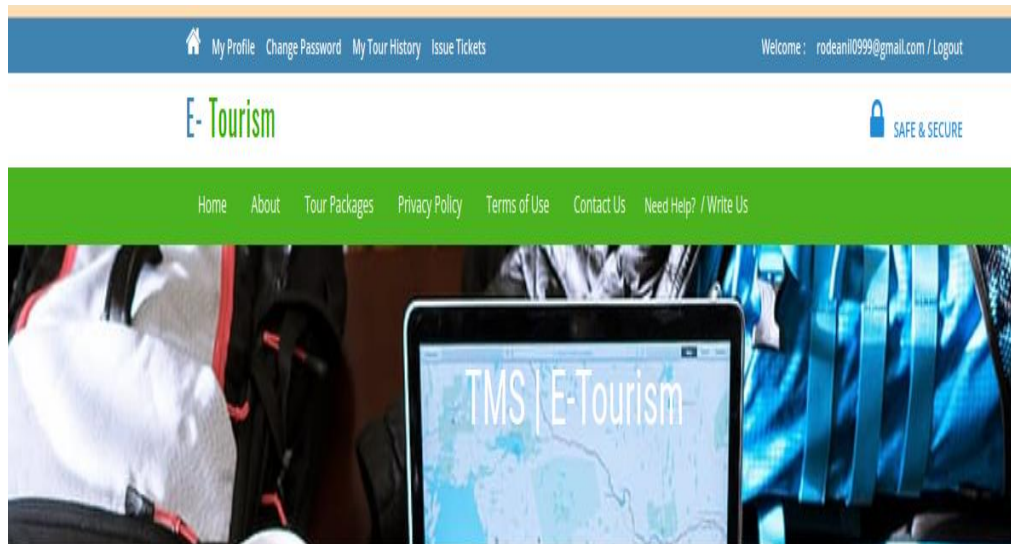 My Profile Change Password My Tour History Issue Tickets Welcome : rodeanil0999@gmail.com / Logout
E- Tourism SAFE & SECURE
Home About Tour Packages Privacy Policy Terms of Use Contact Us Need Help? / Write Us
TMS | E-Tourism